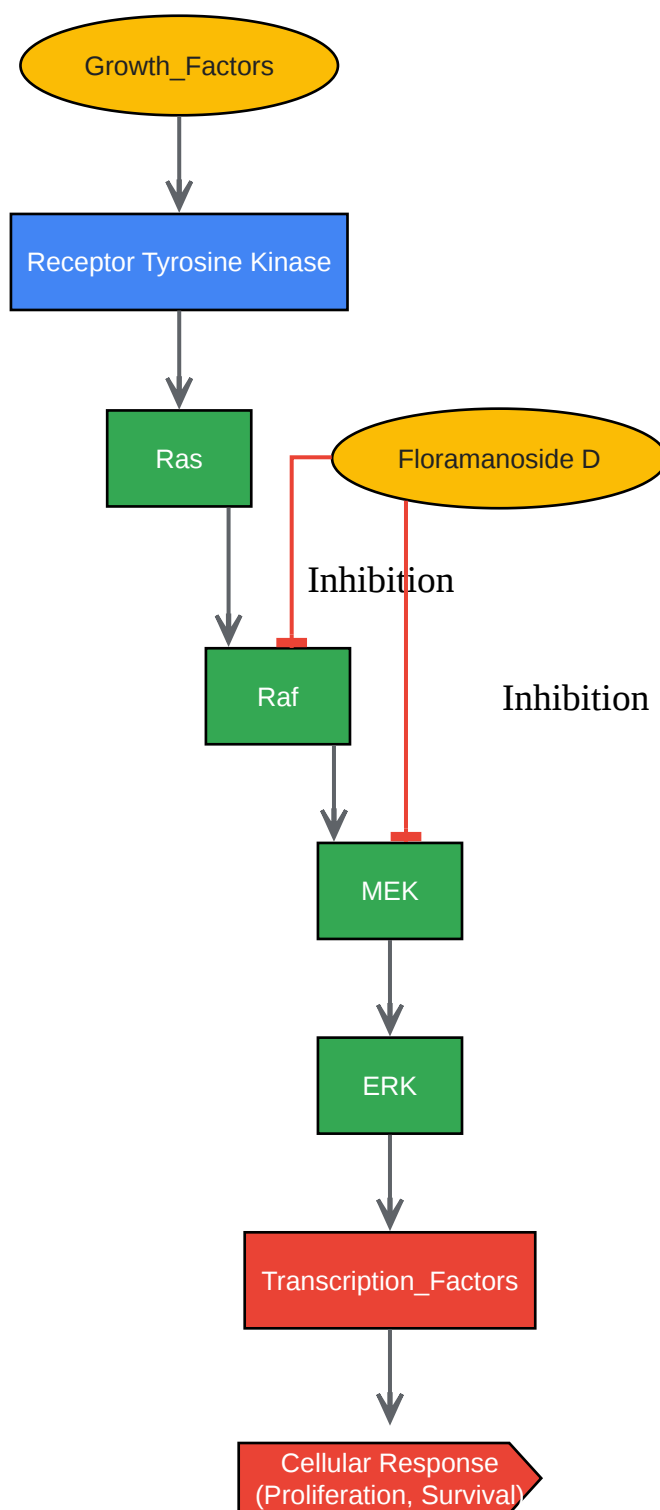 Growth_Factors
Receptor Tyrosine Kinase
Ras
Floramanoside D
Inhibition
Raf
Inhibition
MEK
ERK
Transcription_Factors
Cellular Response
(Proliferation, Survival)